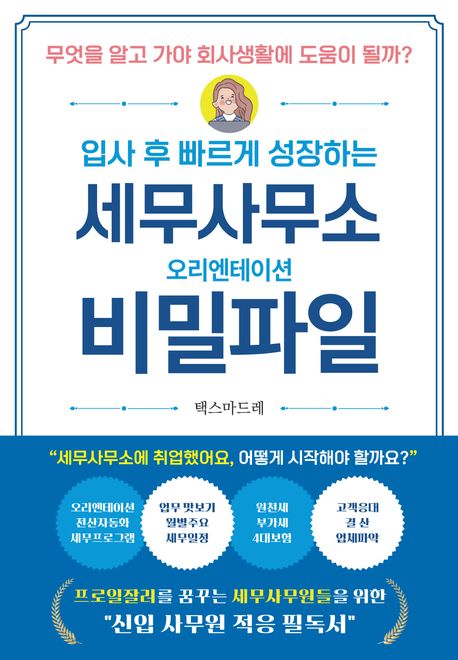 무엇을 알고 가야 회사생활에 도움이 될까?
입사 후 빠르게 성장하는
세무사무소
오리엔테이션
비밀파일
택스마드레
“세무사무소에 취업했어요, 어떻게 시작해야 할까요?”
오리엔테이션
전산자동화
세무프로그램
업무 맛보기
월별주요
세무일정
원천세
부가세
4대보험
고객응대
결 산
업체파악
프로일잘러를 꿈꾸는 세무사무원들을 위한
"신입 사무원 적응 필독서"